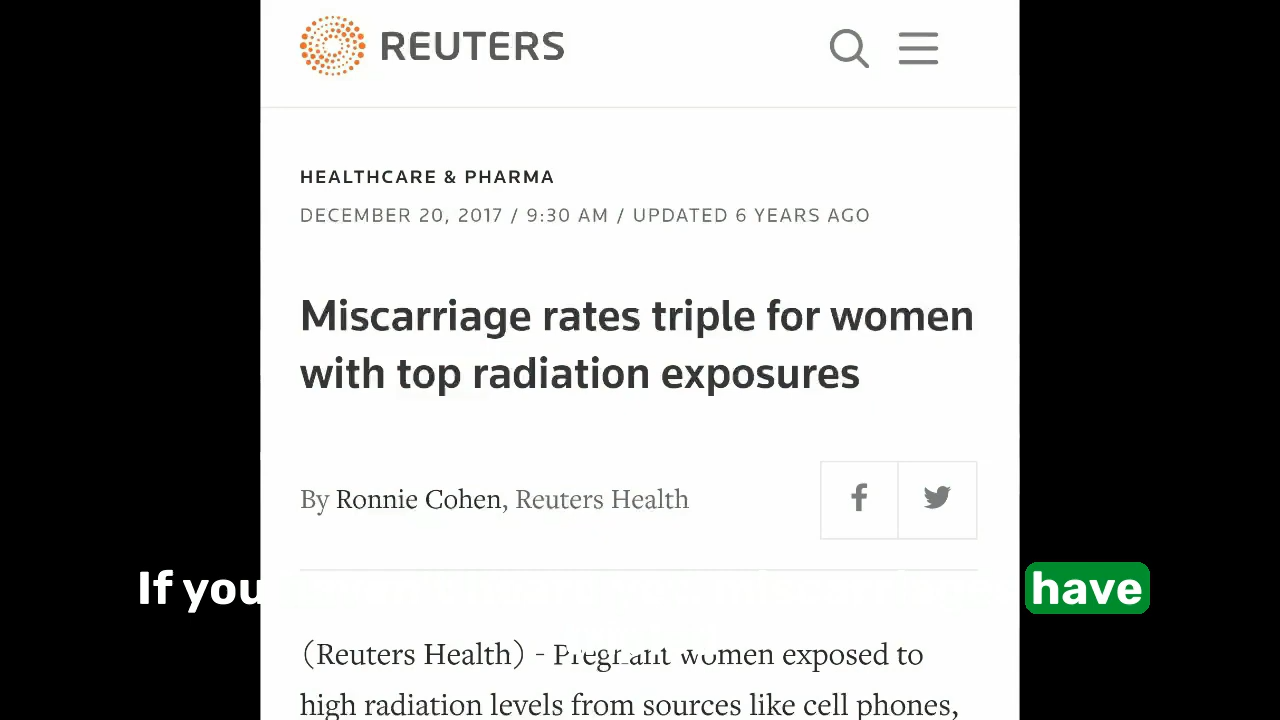 REUTERS
HEALTHCARE & PHARMA
DECEMBER 20, 2017 / 9:30 AM / UPDATED 6 YEARS AGO
Miscarriage rates triple for women
with top radiation exposures
By Ronnie Cohen, Reuters Health
If you have
(Reuters Health) - Pregnant women exposed to
high radiation levels from sources like cell phones,